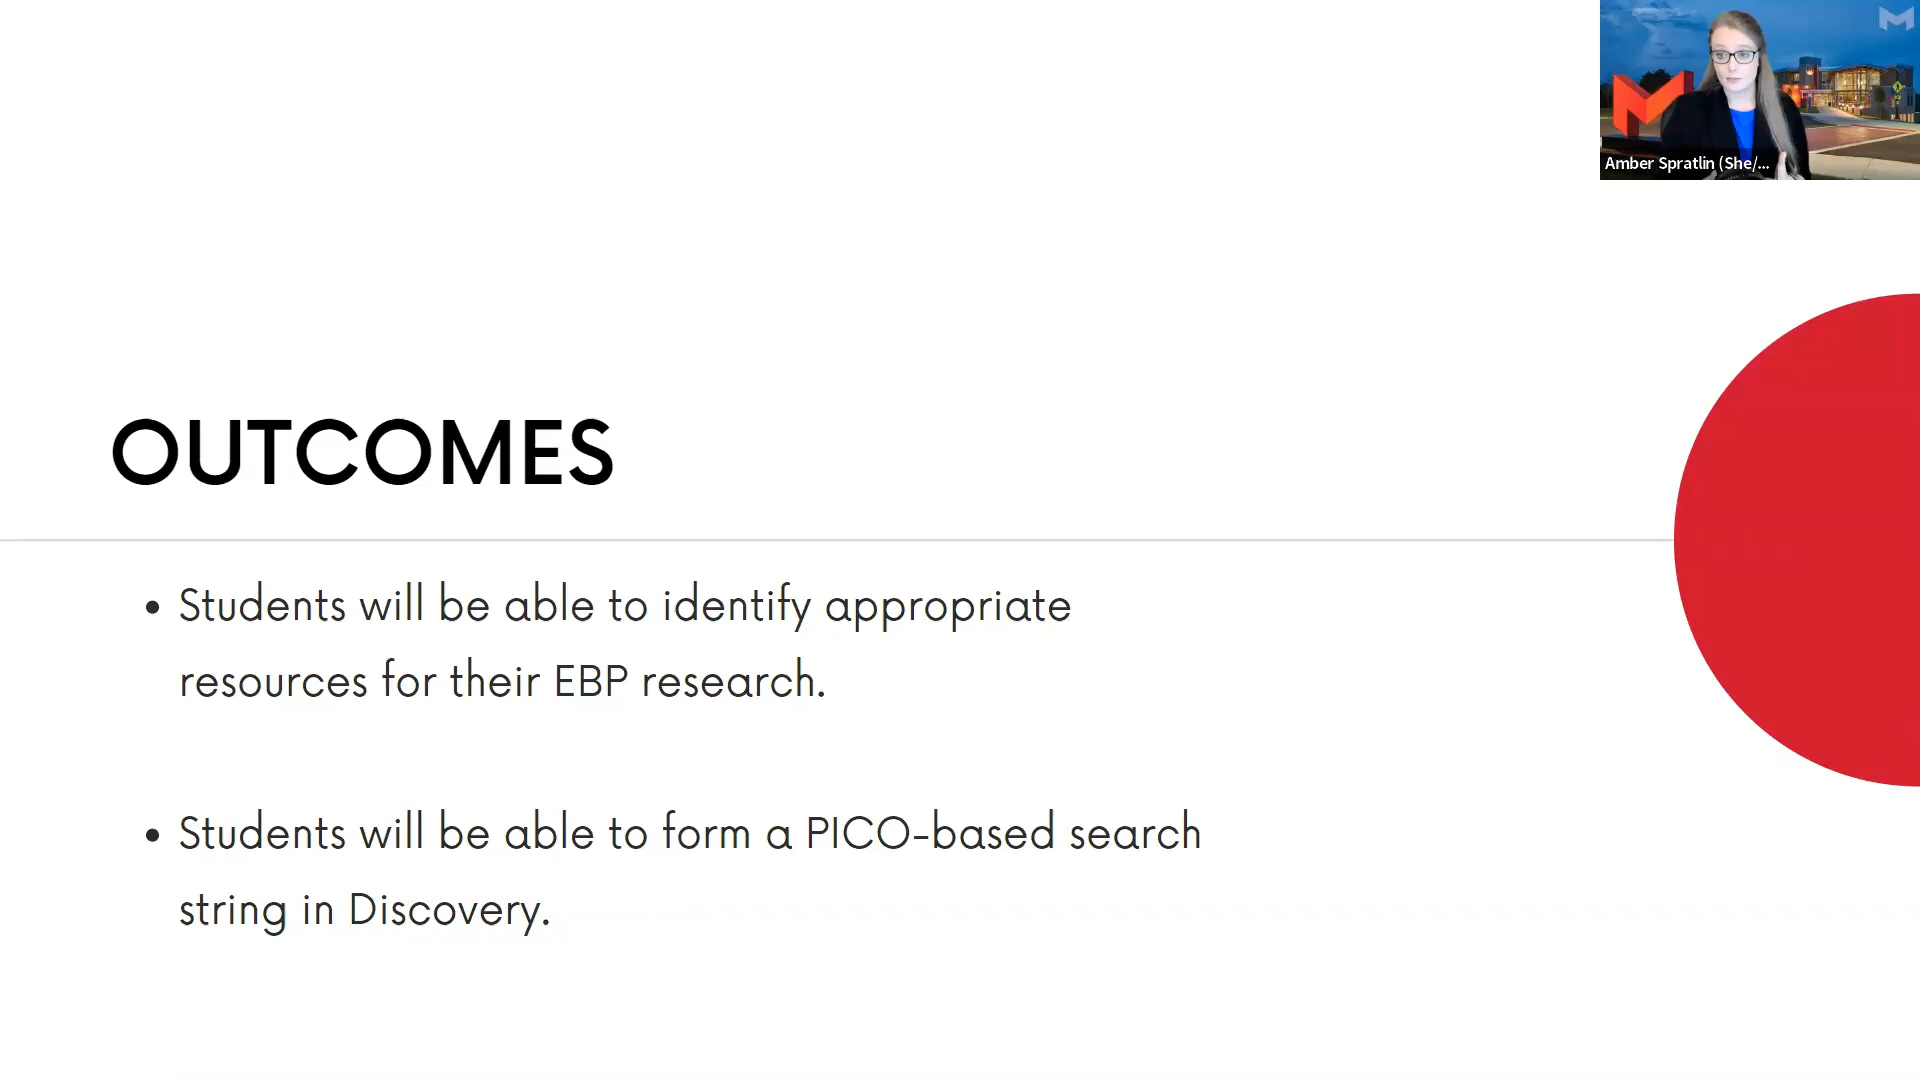 Amber Spratlin (She/...
OUTCOMES
• Students will be able to identify appropriate
resources for their EBP research.
• Students will be able to form a PICO-based search
string in Discovery.